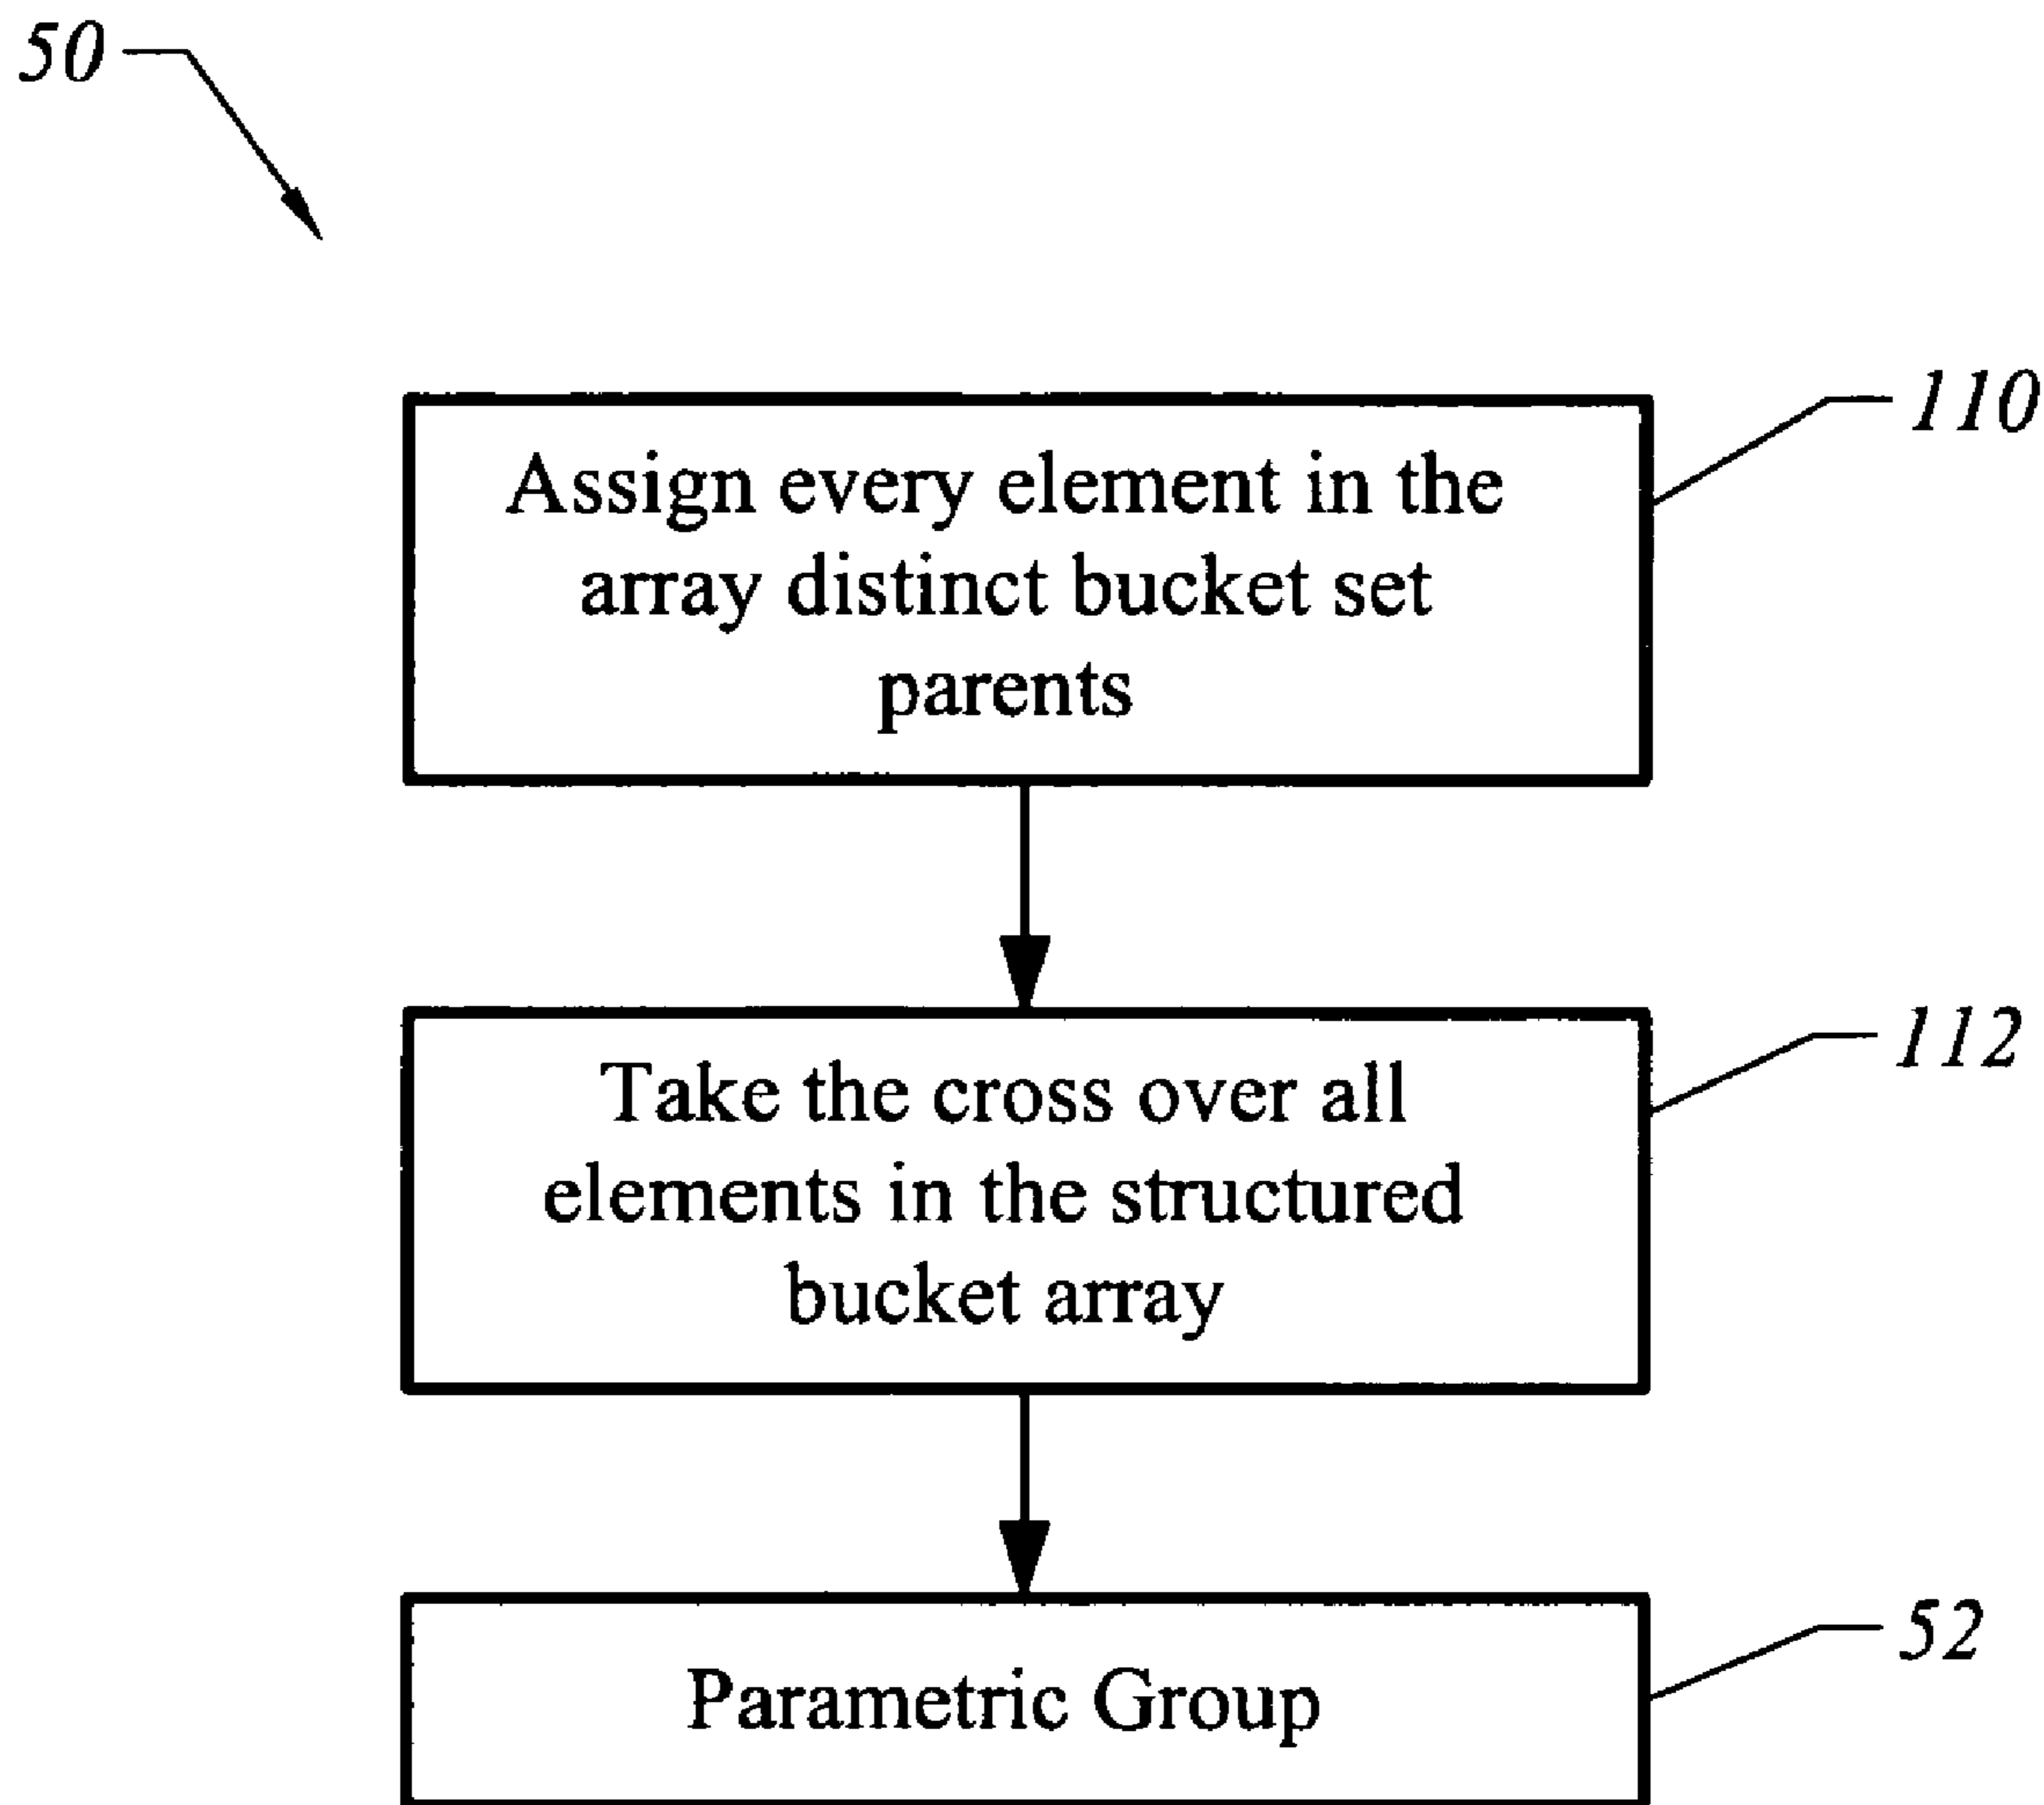 50
110
Assign every element in the
array distinct bucket set
parents
112
Take the cross over all
elements in the structured
bucket array
52
Parametric Group